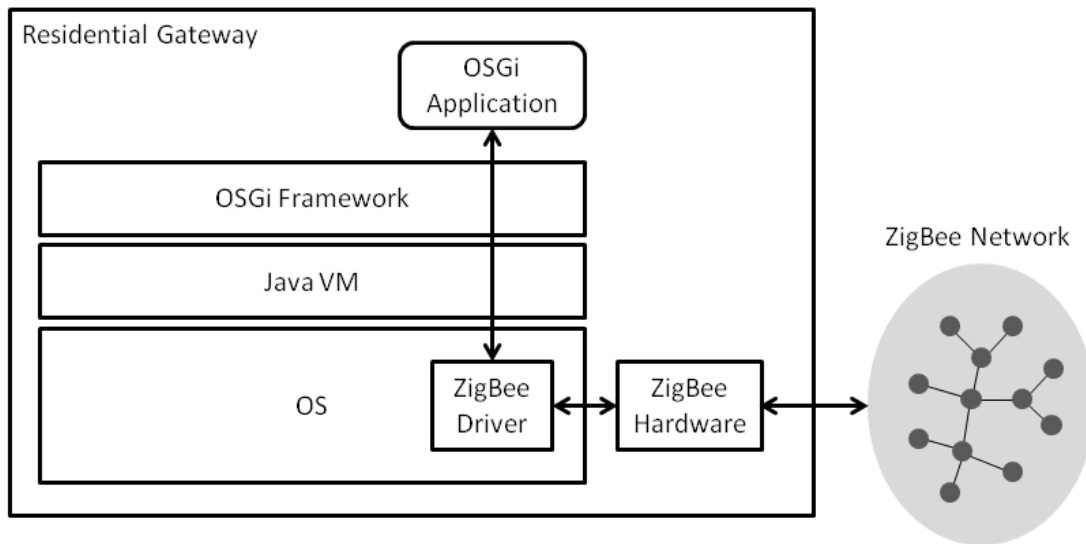 Residential Gateway
OSGi
Application
OSGi Framework
Java VM
OS
ZigBee
Driver
ZigBee
Hardware
ZigBee Network